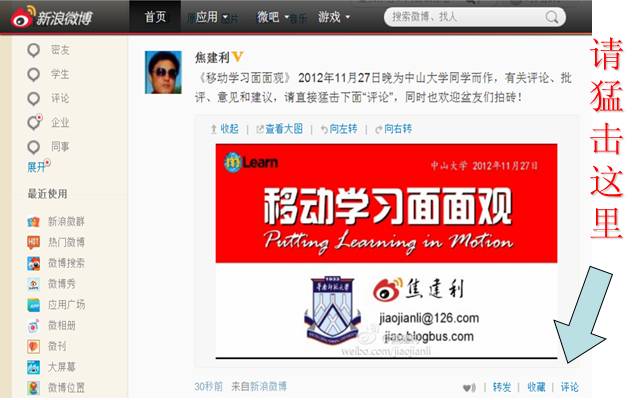 新浪微博
首页 应用 微吧 游戏
搜索微博、找人
密友
学生
评论
企业
同事
展开
最近使用
新浪微群
HOT 热门微博
微博搜索
微博秀
应用广场
微相册
微刊
大屏幕
微博位置
焦建利
《移动学习面面观》 2012年11月27日晚为中山大学同学而作，有关评论、批
评、意见和建议，请直接猛击下面“评论”，同时也欢迎盆友们拍砖！
收起 | 查看大图 | 向左转 | 向右转
Learn
中山大学 2012年11月27日
移动学习面面观
Putting Learning in Motion
焦建利
jiaojianli@126.com
jiao.blogbus.com
weibo.com/jiaojianli
30秒前 来自新浪微博
| 转发 | 收藏 | 评论
请猛击这里